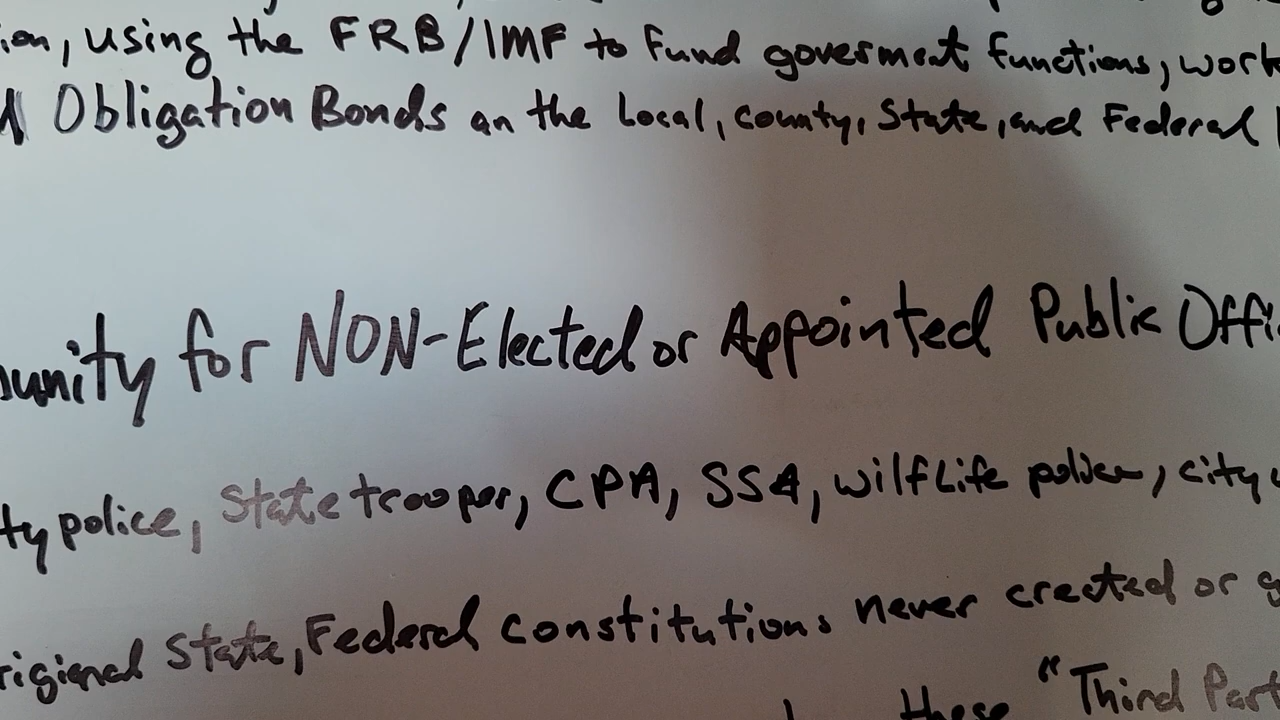 ion, using the FRB/IMF to fund goverment functions, work
Obligation Bonds an the Local, county, State, and Federal
unity for NON-Elected or Appointed Public Offi
ty police, State trooper, CPA, SSA, wilfLife police, city
rigional State, Federal constitutions never created or g
these "Third Part